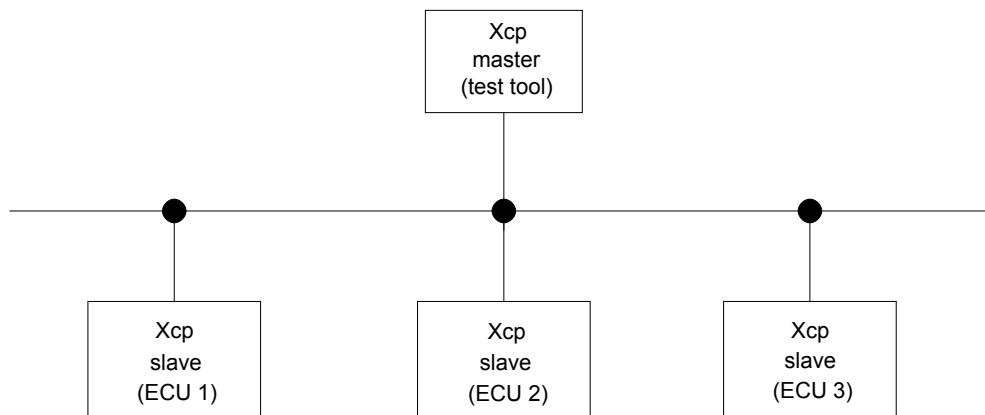 Xcp
master
(test tool)
Xcp
slave
(ECU 1)
Xcp
slave
(ECU 2)
Xcp
slave
(ECU 3)